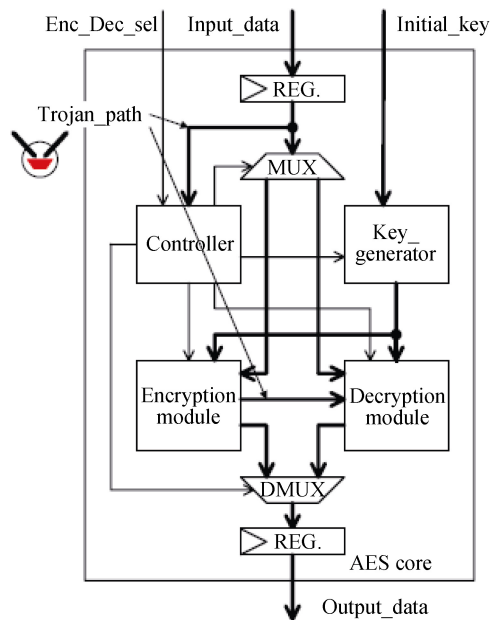 Enc_Dec_sel
Input_data
Initial_key
REG.
Trojan_path
MUX
Controller
Key_
generator
Encryption
module
Decryption
module
DMUX
REG.
AES core
Output_data